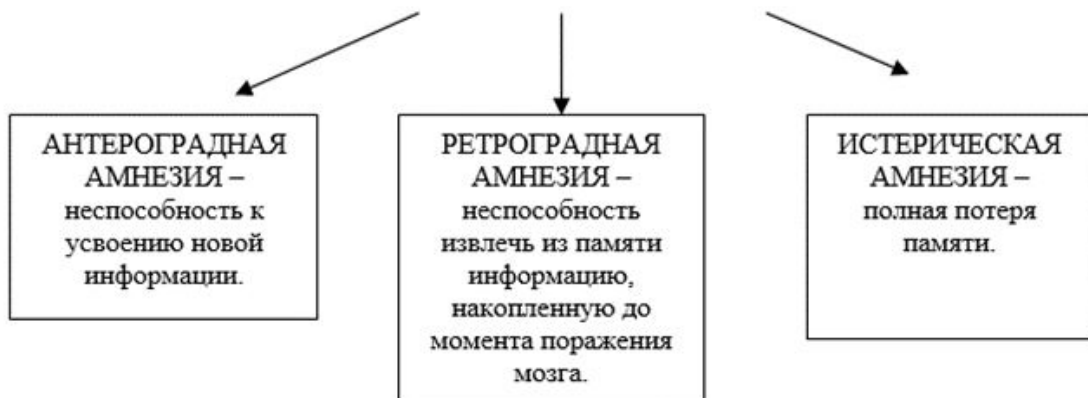 АНТЕРОГРАДНАЯ
АМНЕЗИЯ –
неспособность к
усвоению новой
информации.
РЕТРОГРАДНАЯ
АМНЕЗИЯ –
неспособность
извлечь из памяти
информацию,
накопленную до
момента поражения
мозга.
ИСТЕРИЧЕСКАЯ
АМНЕЗИЯ –
полная потеря
памяти.